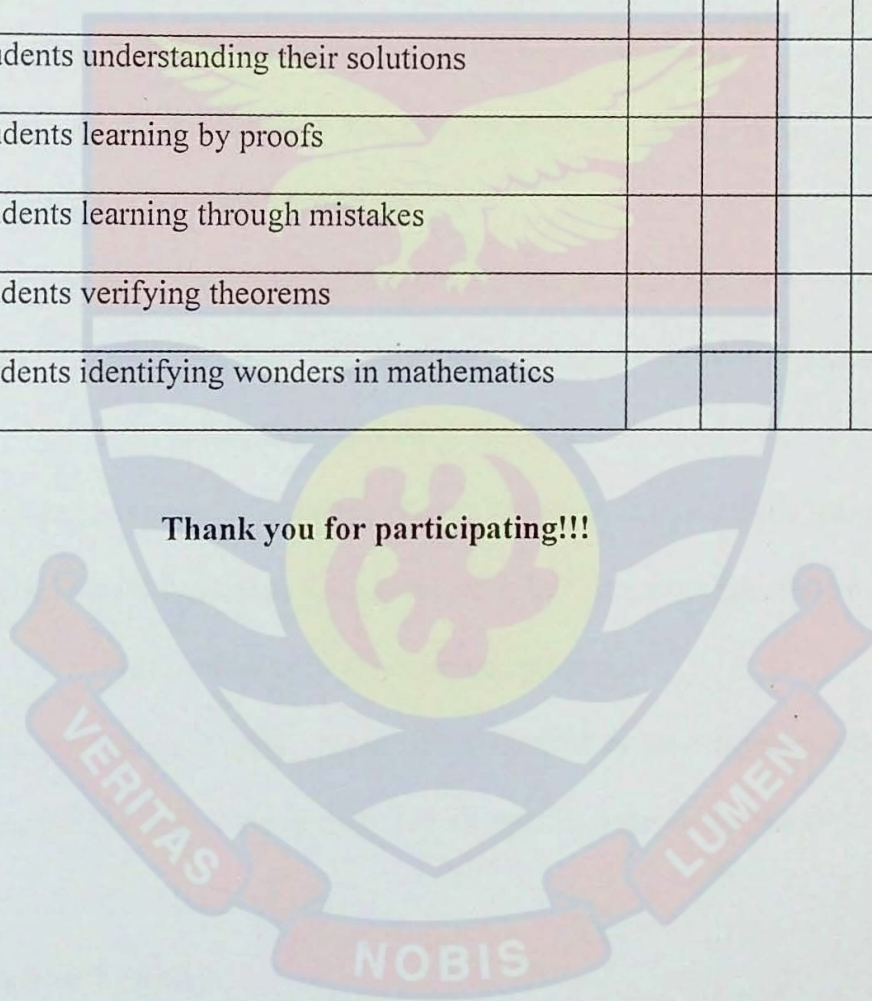 dents understanding their solutions
dents learning by proofs
dents learning through mistakes
dents verifying theorems
dents identifying wonders in mathematics
Thank you for participating!!!
VERITAS
NOBIS
LUMEN